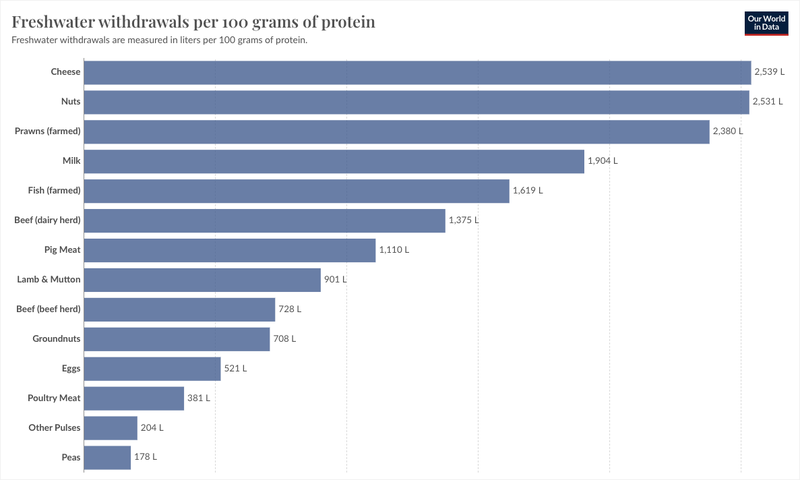 Freshwater withdrawals per 100 grams of protein
Freshwater withdrawals are measured in liters per 100 grams of protein.
Our World
in Data
Cheese 2,539 L
Nuts 2,531 L
Prawns (farmed) 2,380 L
Milk 1,904 L
Fish (farmed) 1,619 L
Beef (dairy herd) 1,375 L
Pig Meat 1,110 L
Lamb & Mutton 901 L
Beef (beef herd) 728 L
Groundnuts 708 L
Eggs 521 L
Poultry Meat 381 L
Other Pulses 204 L
Peas 178 L